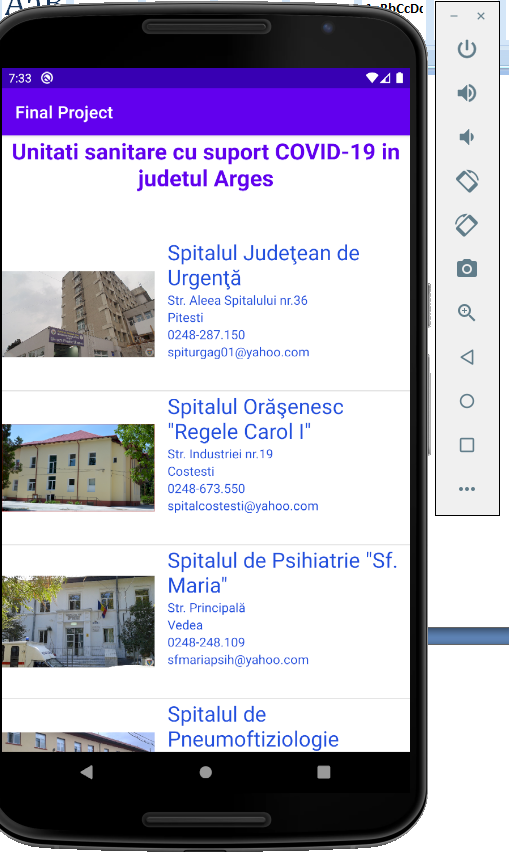 7:33
Final Project
Unitati sanitare cu suport COVID-19 in
judetul Arges
Spitalul Judeţean de
Urgenţă
Str. Aleea Spitalului nr.36
Pitesti
0248-287.150
spiturgag01@yahoo.com
Spitalul Orăşenesc
"Regele Carol I"
Str. Industriei nr.19
Costesti
0248-673.550
spitalcostesti@yahoo.com
Spitalul de Psihiatrie "Sf.
Maria"
Str. Principală
Vedea
0248-248.109
sfmariapsih@yahoo.com
Spitalul de
Pneumoftiziologie